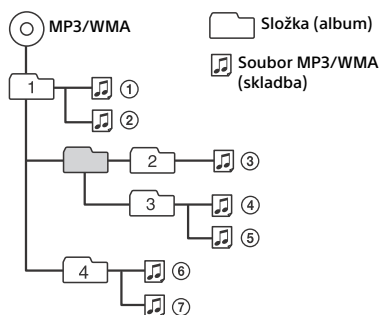 MP3/WMA
Složka (album)
Soubor MP3/WMA
(skladba)
1
①
②
2
③
3
④
⑤
4
⑥
⑦